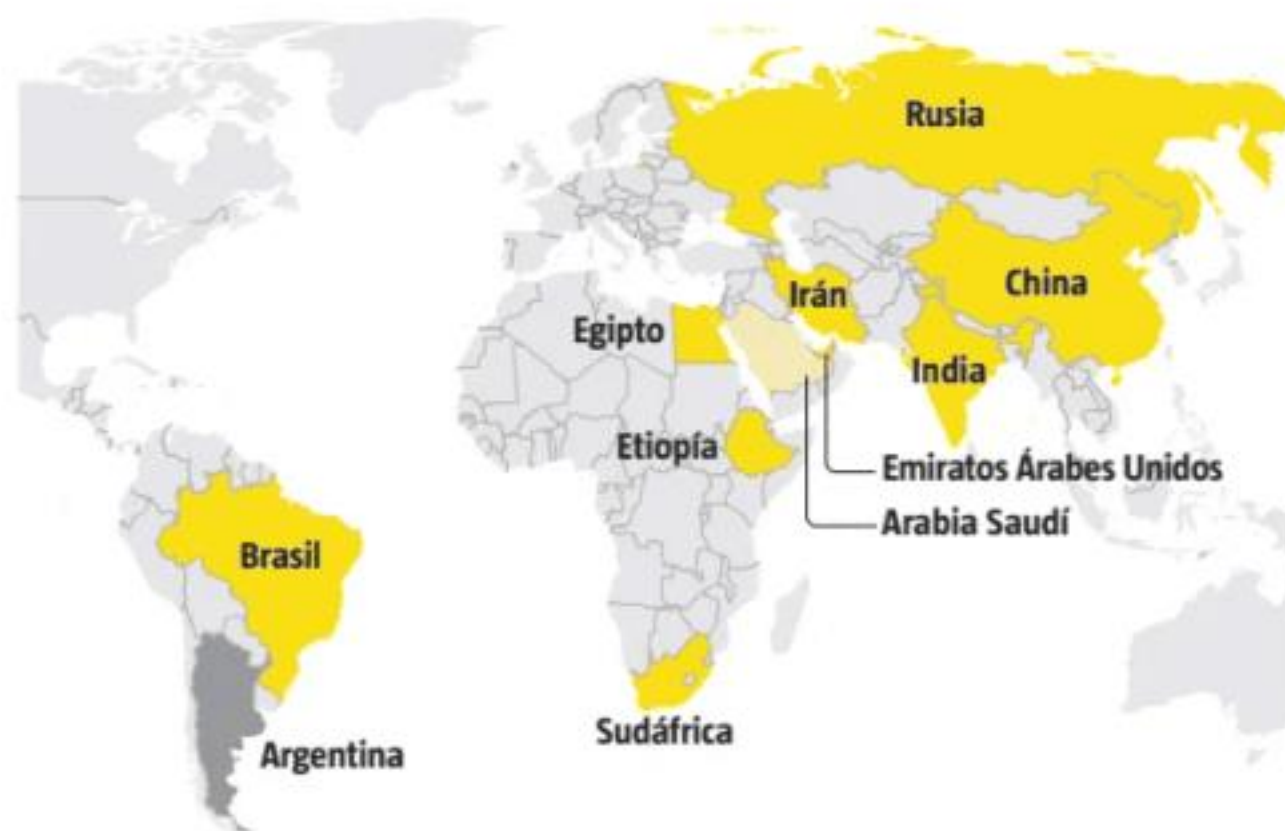 Rusia
China
Irán
Egipto
India
Etiopía
Emiratos Árabes Unidos
Arabia Saudí
Brasil
Sudáfrica
Argentina